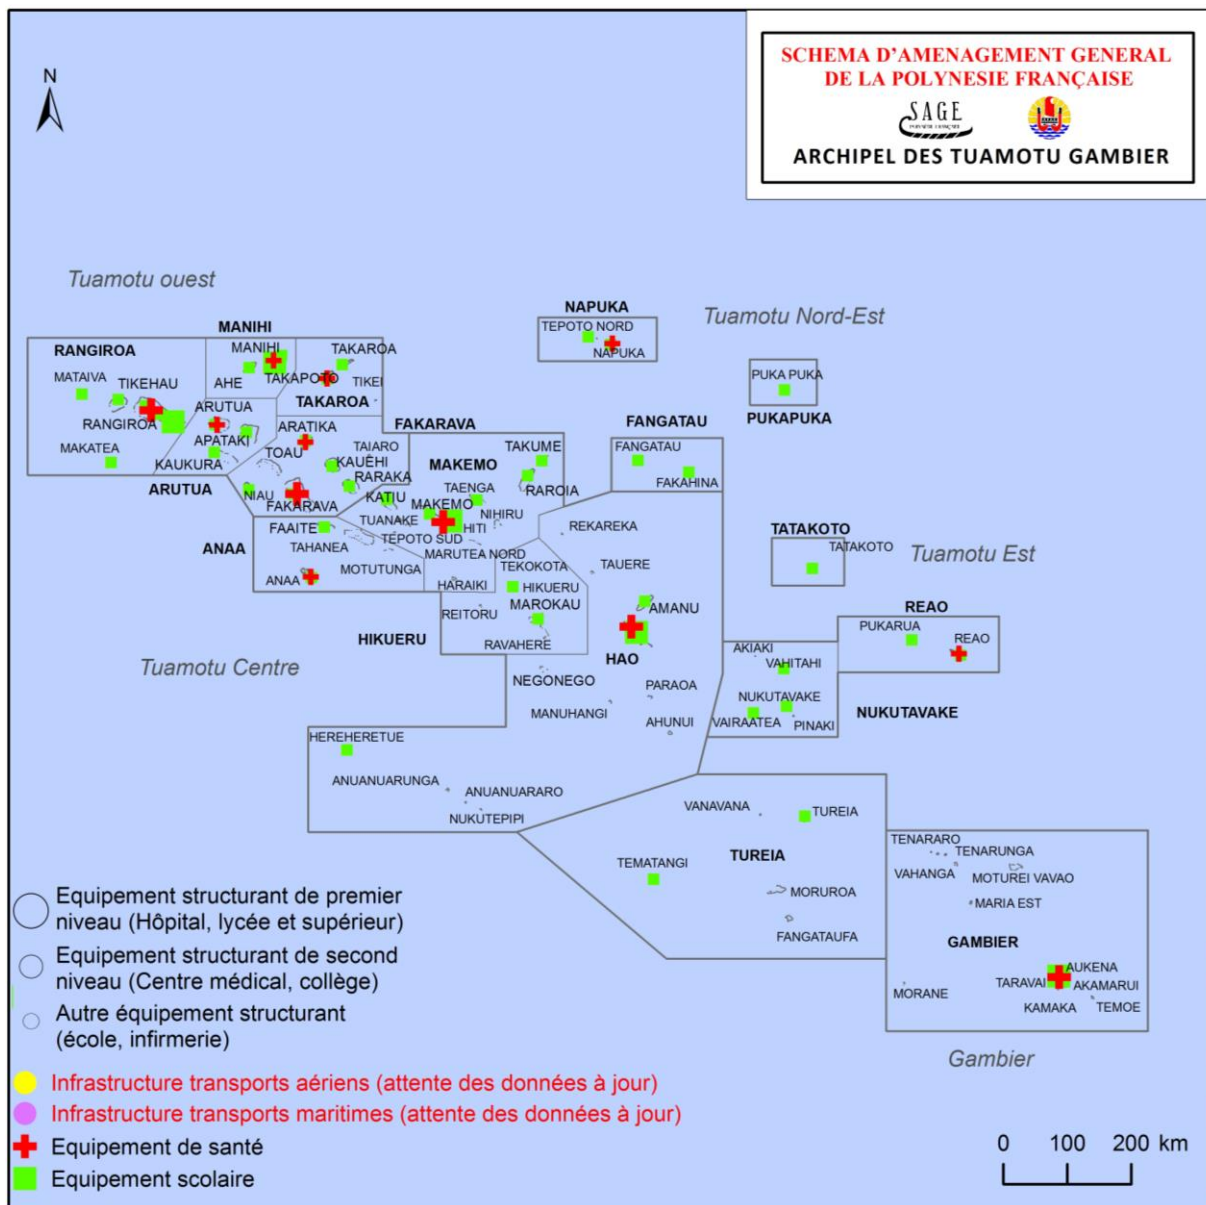 SCHEMA D'AMENAGEMENT GENERAL
DE LA POLYNESIE FRANÇAISE
SAGE
POLYNÉSIE FRANÇAISE
ARCHIPEL DES TUAMOTU GAMBIER
N
Tuamotu ouest
NAPUKA
TEPOTO NORD
NAPUKA
Tuamotu Nord-Est
MANIHI
RANGIROA
MANIHI
TAKAROA
MATAIVA
TIKEHAU
AHE
TAKAPOTO
TIKEI
TAKAROA
PUKA PUKA
PUKAPUKA
RANGIROA
ARUTUA
ARATIKA
FAKARAVA
FANGATAU
MAKATEA
APATAKI
KAUKURA
TOAU
TAIARO
KAUËHI
RARAKA
MAKEMO
TAKUME
FANGATAU
FAKAHINA
ARUTUA
NIAU
FAKARAVA
KATIU
TAENGA
RAROIA
MAKEMO
ANAA
FAAITE
TUANAKE
HITI
NIHIRU
REKAREKA
TATAKOTO
TATAKOTO
Tuamotu Est
TAHANEA
TEPOTO SUD
MARUTEA NORD
MOTUTUNGA
TEKOKOTA
TAUERE
ANAA
HARAIKI
HIKUERU
REITORU
MAROKAU
AMANU
REAO
PUKARUA
REAO
HIKUERU
RAVAHERE
HAO
AKIAKI
VAHITAHI
Tuamotu Centre
NEGONEGO
PARAOA
NUKUTAVAKE
NUKUTAVAKE
MANUHANGI
AHUNUI
VAIRAATEA
PINAKI
HEREHERETUE
ANUANUARUNGA
ANUANUARARO
NUKUTEPIPI
VANAVANA
TUREIA
TEMATANGI
TUREIA
MORUROA
FANGATAUFA
TENARARO
TENARUNGA
VAHANGA
MOTUREI VAVAO
MARIA EST
GAMBIER
AUKENA
TARAVAI
AKAMARUI
MORANE
KAMAKA
TEMOE
Gambier
Equipement structurant de premier
niveau (Hôpital, lycée et supérieur)
Equipement structurant de second
niveau (Centre médical, collège)
Autre équipement structurant
(école, infirmerie)
Infrastructure transports aériens (attente des données à jour)
Infrastructure transports maritimes (attente des données à jour)
Equipement de santé
Equipement scolaire
0 100 200 km